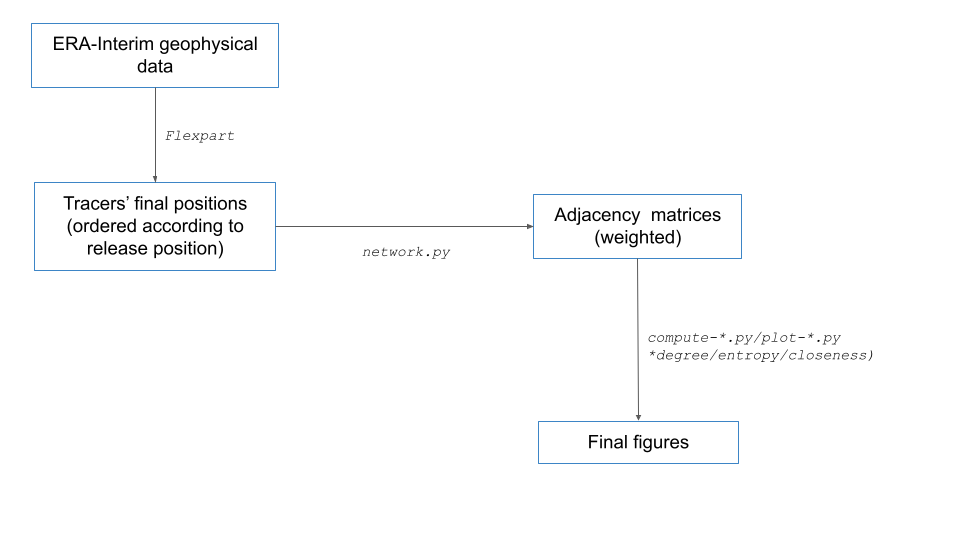 ERA-Interim geophysical
data
Flexpart
Tracers’ final positions
(ordered according to
release position)
network.py
Adjacency matrices
(weighted)
compute-*.py/plot-*.py
*degree/entropy/closeness)
Final figures